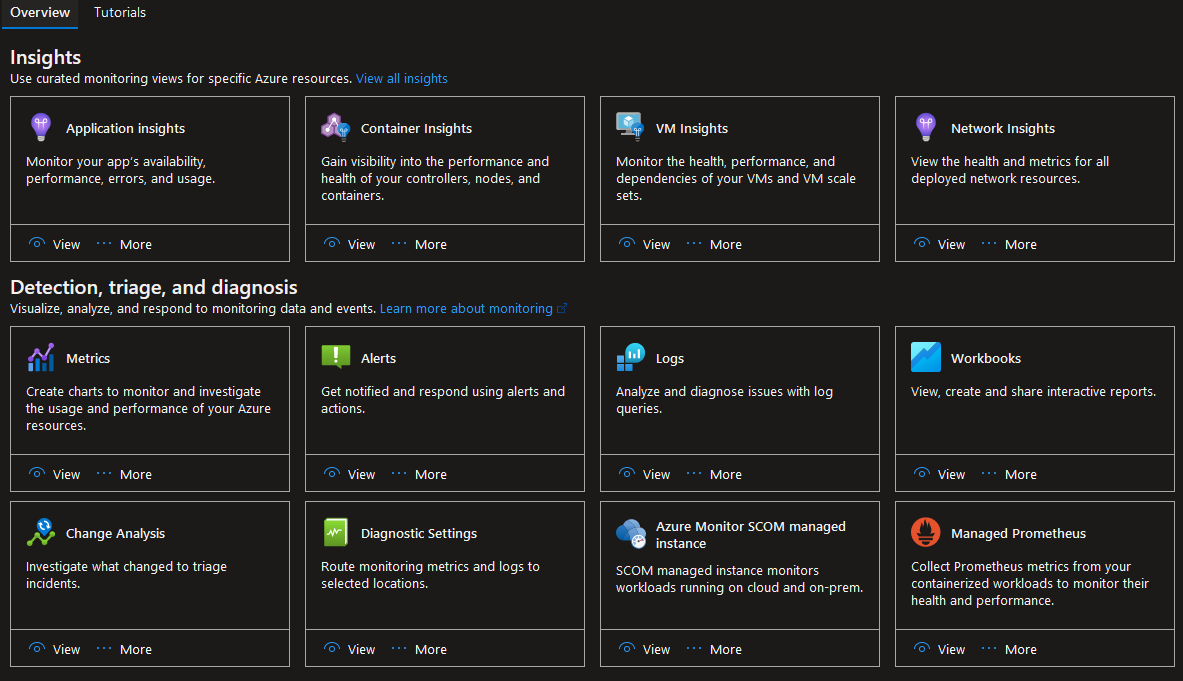 Overview Tutorials
Insights
Use curated monitoring views for specific Azure resources. View all insights
Application insights
Monitor your app's availability,
performance, errors, and usage.
View ··· More
Container Insights
Gain visibility into the performance and
health of your controllers, nodes, and
containers.
View ··· More
VM Insights
Monitor the health, performance, and
dependencies of your VMs and VM scale
sets.
View ··· More
Network Insights
View the health and metrics for all
deployed network resources.
View ··· More
Detection, triage, and diagnosis
Visualize, analyze, and respond to monitoring data and events. Learn more about monitoring
Metrics
Create charts to monitor and investigate
the usage and performance of your Azure
resources.
View ··· More
Alerts
Get notified and respond using alerts and
actions.
View ··· More
Logs
Analyze and diagnose issues with log
queries.
View ··· More
Workbooks
View, create and share interactive reports.
View ··· More
Change Analysis
Investigate what changed to triage
incidents.
View ··· More
Diagnostic Settings
Route monitoring metrics and logs to
selected locations.
View ··· More
Azure Monitor SCOM managed
instance
SCOM managed instance monitors
workloads running on cloud and on-prem.
View ··· More
Managed Prometheus
Collect Prometheus metrics from your
containerized workloads to monitor their
health and performance.
View ··· More